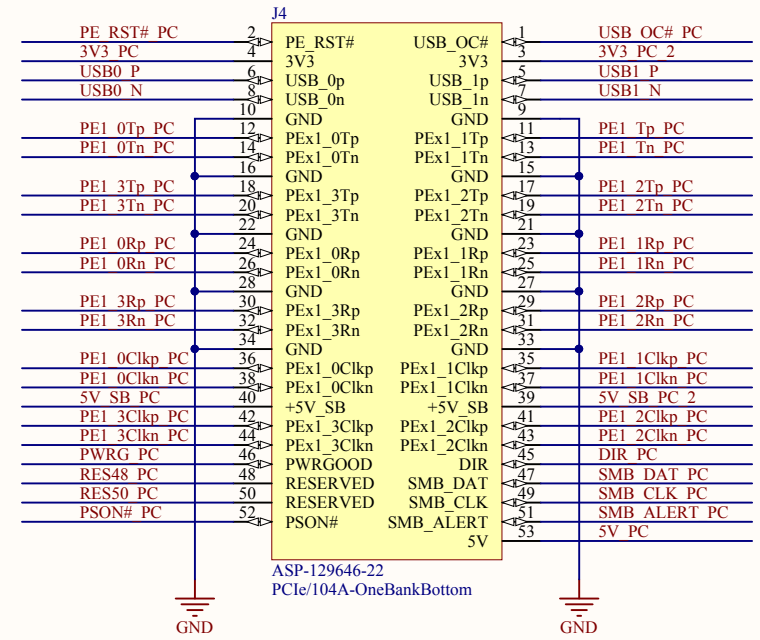 J4
PE_RST#_PC 2 PE_RST# USB_OC# 1 USB_OC#_PC
3V3_PC 4 3V3 3V3 3 3V3_PC_2
USB0_P 6 USB_0p USB_1p 5 USB1_P
USB0_N 8 USB_0n USB_1n 7 USB1_N
10 GND GND 9
PE1_0Tp_PC 12 PEx1_0Tp PEx1_1Tp 11 PE1_Tp_PC
PE1_0Tn_PC 14 PEx1_0Tn PEx1_1Tn 13 PE1_Tn_PC
16 GND GND 15
PE1_3Tp_PC 18 PEx1_3Tp PEx1_2Tp 17 PE1_2Tp_PC
PE1_3Tn_PC 20 PEx1_3Tn PEx1_2Tn 19 PE1_2Tn_PC
22 GND GND 21
PE1_0Rp_PC 24 PEx1_0Rp PEx1_1Rp 23 PE1_1Rp_PC
PE1_0Rn_PC 26 PEx1_0Rn PEx1_1Rn 25 PE1_1Rn_PC
28 GND GND 27
PE1_3Rp_PC 30 PEx1_3Rp PEx1_2Rp 29 PE1_2Rp_PC
PE1_3Rn_PC 32 PEx1_3Rn PEx1_2Rn 31 PE1_2Rn_PC
34 GND GND 33
PE1_0Clkp_PC 36 PEx1_0Clkp PEx1_1Clkp 35 PE1_1Clkp_PC
PE1_0Clkn_PC 38 PEx1_0Clkn PEx1_1Clkn 37 PE1_1Clkn_PC
5V_SB_PC 40 +5V_SB +5V_SB 39 5V_SB_PC_2
PE1_3Clkp_PC 42 PEx1_3Clkp PEx1_2Clkp 41 PE1_2Clkp_PC
PE1_3Clkn_PC 44 PEx1_3Clkn PEx1_2Clkn 43 PE1_2Clkn_PC
PWRG_PC 46 PWRGOOD DIR 45 DIR_PC
RES48_PC 48 RESERVED SMB_DAT 47 SMB_DAT_PC
RES50_PC 50 RESERVED SMB_CLK 49 SMB_CLK_PC
PSON#_PC 52 PSON# SMB_ALERT 51 SMB_ALERT_PC
5V 53 5V_PC
ASP-129646-22
PCIe/104A-OneBankBottom
GND GND